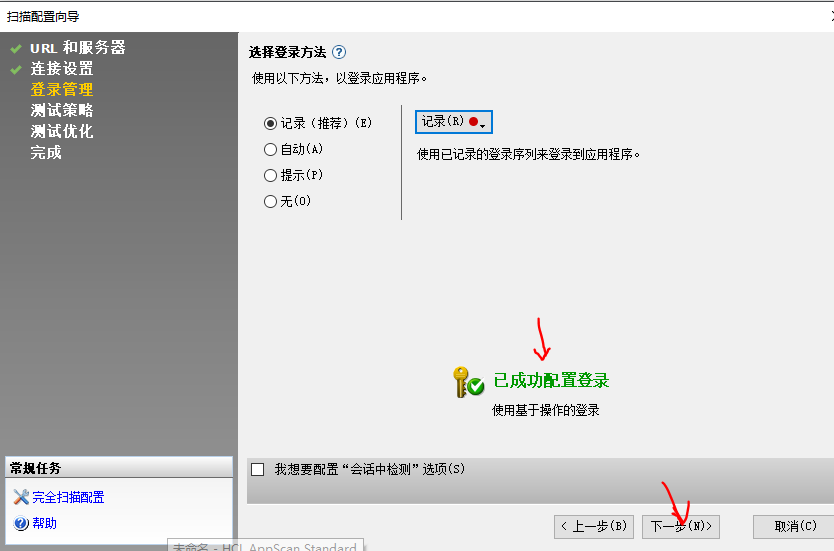 扫描配置向导
URL 和服务器
连接设置
登录管理
测试策略
测试优化
完成
选择登录方法
使用以下方法，以登录应用程序。
记录（推荐）(E)
自动(A)
提示(P)
无(O)
记录(R)
使用已记录的登录序列来登录到应用程序。
已成功配置登录
使用基于操作的登录
我想要配置“会话中检测”选项(S)
常规任务
完全扫描配置
帮助
< 上一步(B)
下一步(N)>
取消(C)
未命名 - HCL AppScan Standard